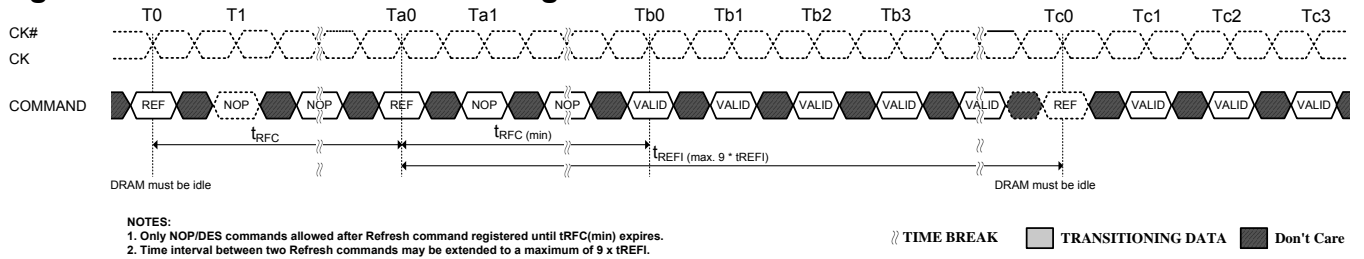 T0 T1 Ta0 Ta1 Tb0 Tb1 Tb2 Tb3 Tc0 Tc1 Tc2 Tc3
CK#
CK
COMMAND REF NOP NOP REF NOP NOP VALID VALID VALID VALID VALID REF VALID VALID VALID
tRFC tRFC (min) tREFI (max. 9 * tREFI)
DRAM must be idle DRAM must be idle
NOTES:
1. Only NOP/DES commands allowed after Refresh command registered until tRFC(min) expires.
2. Time interval between two Refresh commands may be extended to a maximum of 9 x tREFI.
TIME BREAK TRANSITIONING DATA Don't Care